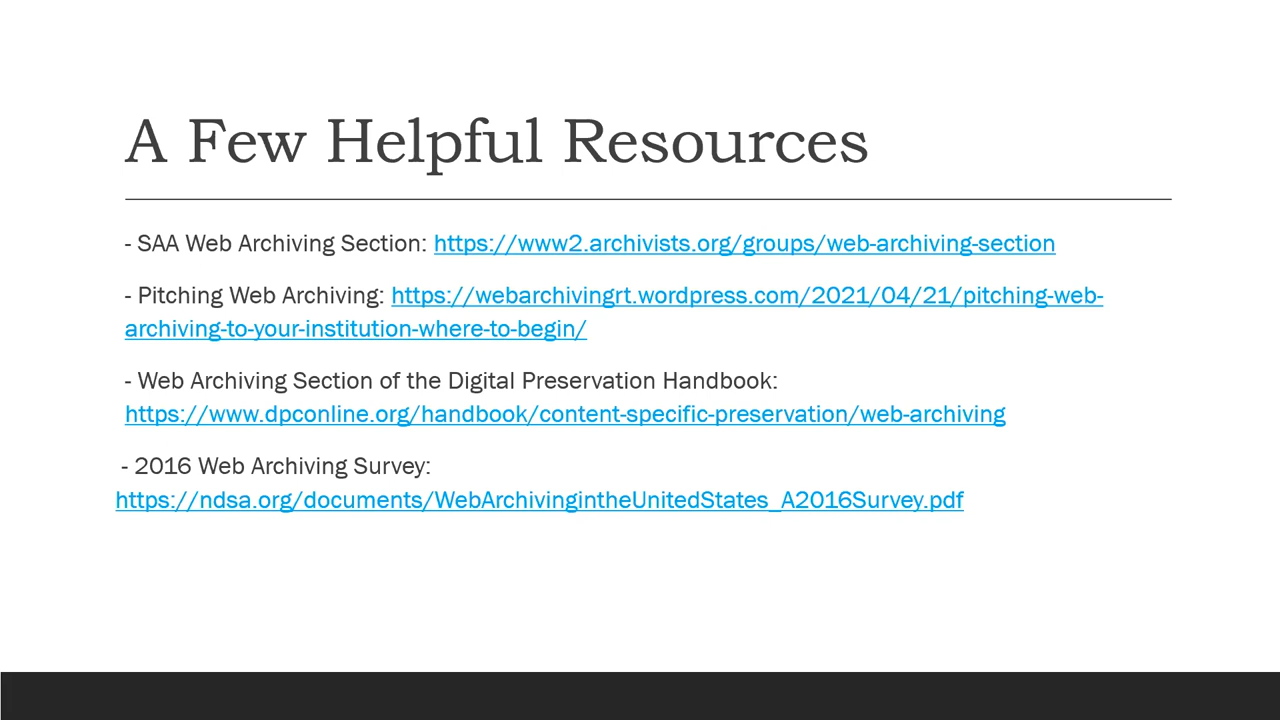 A Few Helpful Resources
- SAA Web Archiving Section: https://www2.archivists.org/groups/web-archiving-section
- Pitching Web Archiving: https://webarchivingrt.wordpress.com/2021/04/21/pitching-web-
archiving-to-your-institution-where-to-begin/
- Web Archiving Section of the Digital Preservation Handbook:
https://www.dpconline.org/handbook/content-specific-preservation/web-archiving
- 2016 Web Archiving Survey:
https://ndsa.org/documents/WebArchivingintheUnitedStates_A2016Survey.pdf